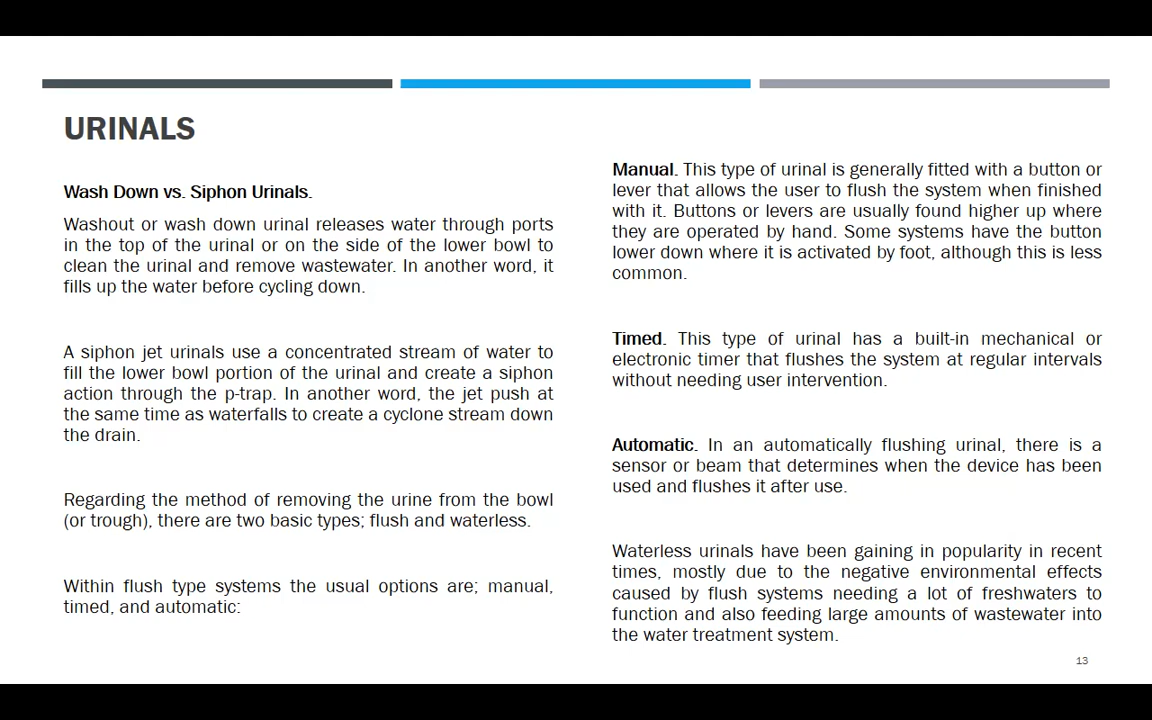 URINALS
Wash Down vs. Siphon Urinals.
Washout or wash down urinal releases water through ports
in the top of the urinal or on the side of the lower bowl to
clean the urinal and remove wastewater. In another word, it
fills up the water before cycling down.
A siphon jet urinals use a concentrated stream of water to
fill the lower bowl portion of the urinal and create a siphon
action through the p-trap. In another word, the jet push at
the same time as waterfalls to create a cyclone stream down
the drain.
Regarding the method of removing the urine from the bowl
(or trough), there are two basic types; flush and waterless.
Within flush type systems the usual options are; manual,
timed, and automatic:
Manual. This type of urinal is generally fitted with a button or
lever that allows the user to flush the system when finished
with it. Buttons or levers are usually found higher up where
they are operated by hand. Some systems have the button
lower down where it is activated by foot, although this is less
common.
Timed. This type of urinal has a built-in mechanical or
electronic timer that flushes the system at regular intervals
without needing user intervention.
Automatic. In an automatically flushing urinal, there is a
sensor or beam that determines when the device has been
used and flushes it after use.
Waterless urinals have been gaining in popularity in recent
times, mostly due to the negative environmental effects
caused by flush systems needing a lot of freshwaters to
function and also feeding large amounts of wastewater into
the water treatment system.
13